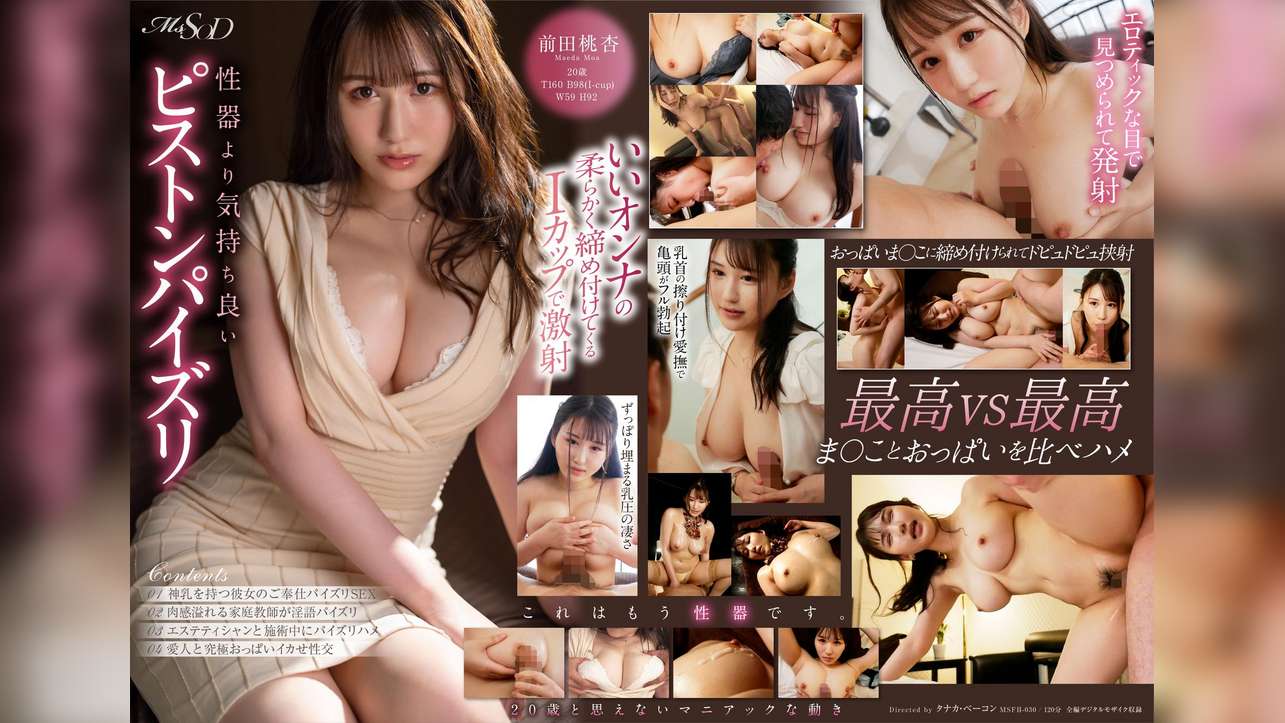 MsSOD
性器より気持ち良い
ピストンパイズリ
前田桃杏
Maeda Moa
20歳
T160 B98(I-cup)
W59 H92
いいオンナの
柔らかく締め付けてくる
Iカップで激射
エロティックな目で
見つめられて発射。
乳首の擦り付け愛撫で
亀頭がフル勃起
おっぱいま〇こに締め付けられてドピュドピュ挟射
最高VS最高
ま〇ことおっぱいを比べハメ
ずっぽり埋まる乳圧の凄さ
これはもう性器です。
Contents
01 神乳を持つ彼女のご奉仕パイズリSEX
02 肉感溢れる家庭教師が淫語パイズリ
03 エステティシャンと施術中にパイズリハメ
04 愛人と究極おっぱいイカせ性交
20歳と思えないマニアックな動き
Directed by タナカ・ベーコン MSFH-030 / 120分 全編デジタルモザイク収録